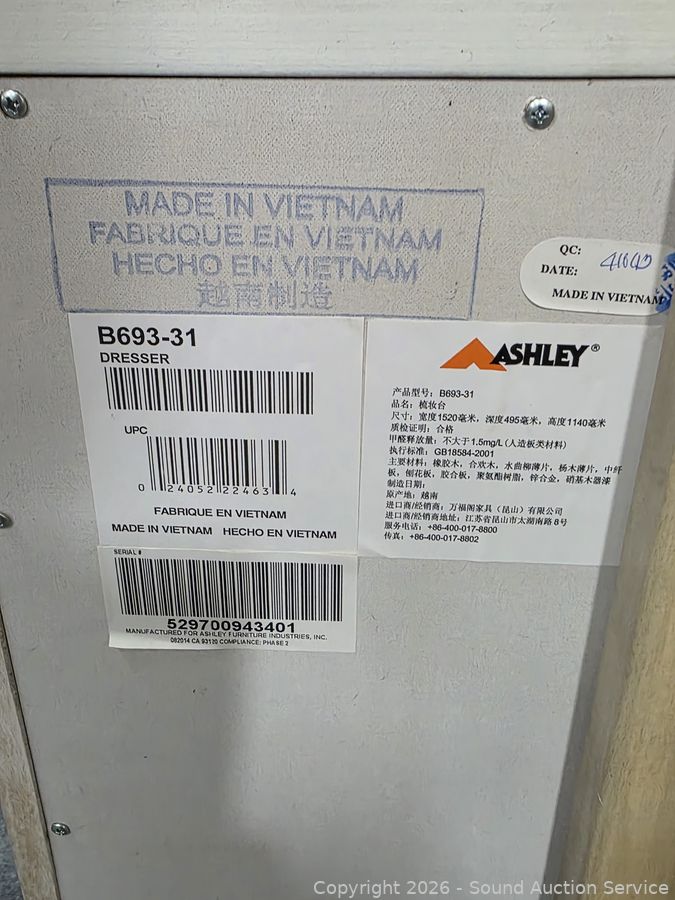 MADE IN VIETNAM
FABRIQUE EN VIETNAM
HECHO EN VIETNAM
越南制造
QC:
DATE:
MADE IN VIETNAM
B693-31
DRESSER
UPC
0 24052 22463 4
FABRIQUE EN VIETNAM
MADE IN VIETNAM HECHO EN VIETNAM
SERIAL #
529700943401
MANUFACTURED FOR ASHLEY FURNITURE INDUSTRIES, INC.
082014 CA 93120 COMPLIANCE: PHASE 2
ASHLEY®
产品型号: B693-31
品名: 梳妆台
尺寸: 宽度1520毫米, 深度495毫米, 高度1140毫米
质检证明: 合格
甲醛释放量: 不大于1.5mg/L (人造板类材料)
执行标准: GB18584-2001
主要材料: 橡胶木, 合欢木, 水曲柳薄片, 杨木薄片, 中纤
板, 刨花板, 胶合板, 聚氨酯树脂, 锌合金, 硝基木器漆
制造日期:
原产地: 越南
进口商/经销商: 万福阁家具 (昆山) 有限公司
进口商/经销商地址: 江苏省昆山市太湖南路 8号
服务电话: +86-400-017-8800
传真: +86-400-017-8802
Copyright 2026 - Sound Auction Service